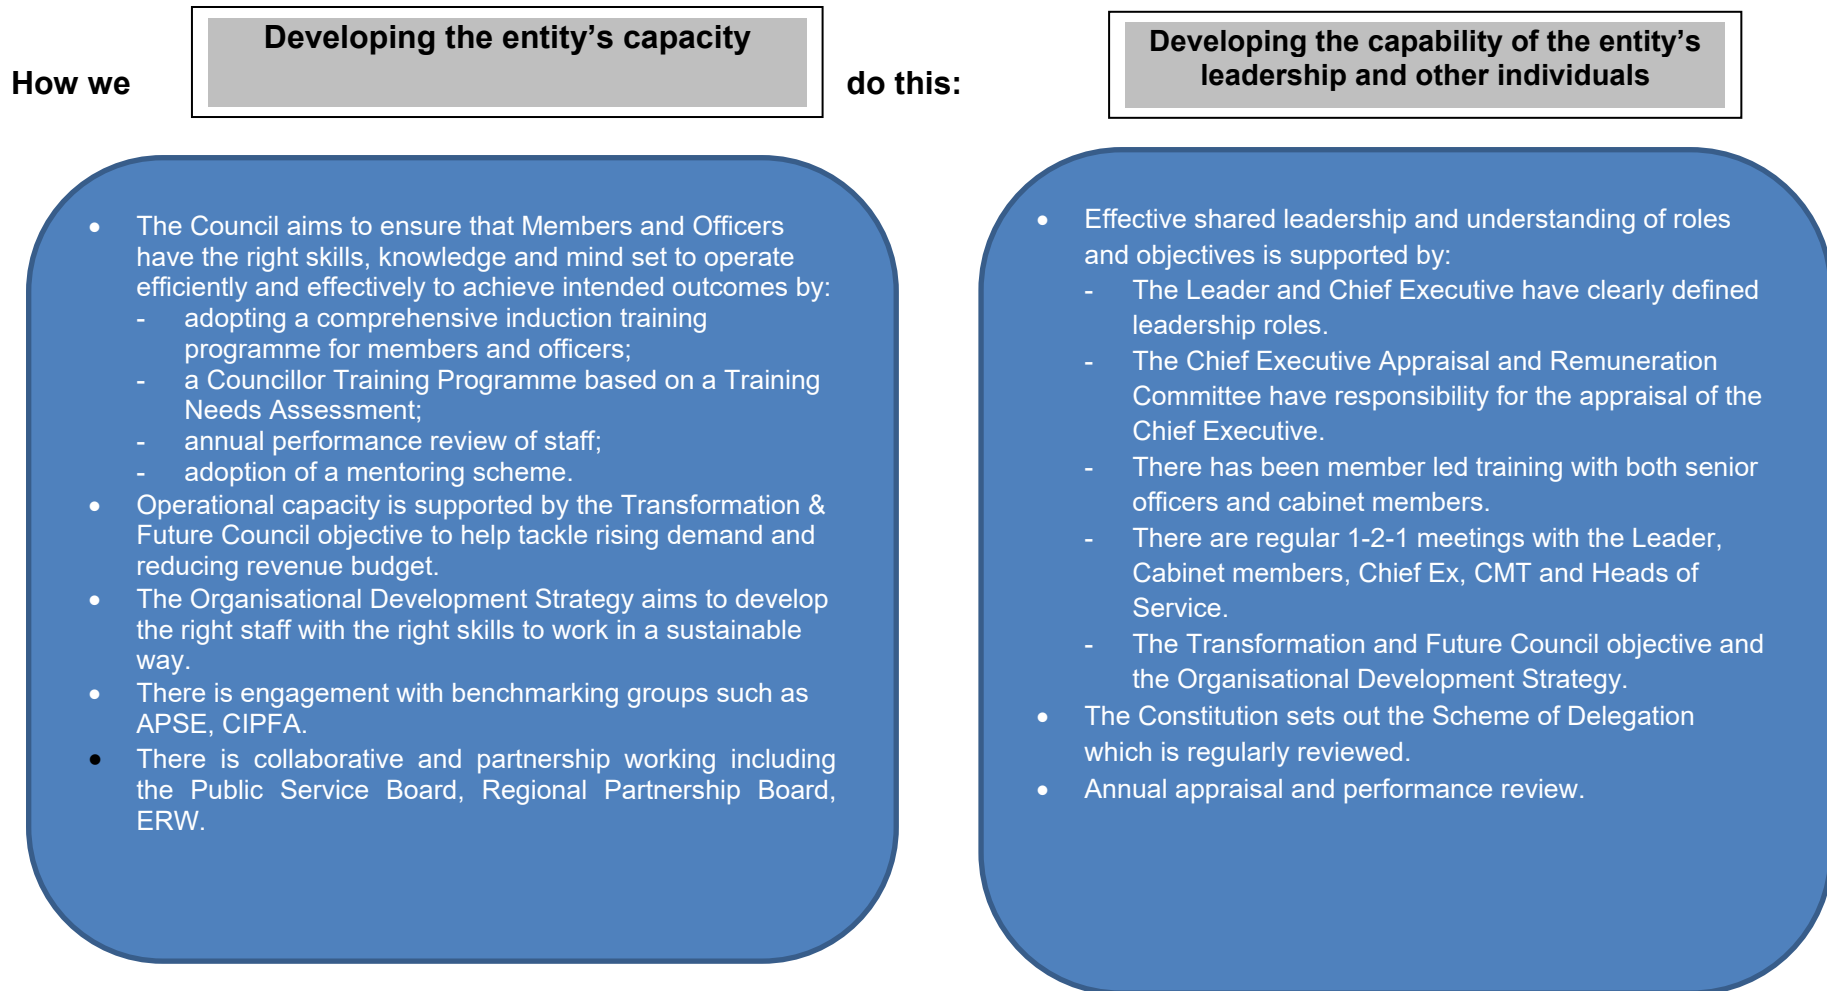 How we
Developing the entity’s capacity
do this:
Developing the capability of the entity’s
leadership and other individuals
• The Council aims to ensure that Members and Officers
have the right skills, knowledge and mind set to operate
efficiently and effectively to achieve intended outcomes by:
- adopting a comprehensive induction training
programme for members and officers;
- a Councillor Training Programme based on a Training
Needs Assessment;
- annual performance review of staff;
- adoption of a mentoring scheme.
• Operational capacity is supported by the Transformation &
Future Council objective to help tackle rising demand and
reducing revenue budget.
• The Organisational Development Strategy aims to develop
the right staff with the right skills to work in a sustainable
way.
• There is engagement with benchmarking groups such as
APSE, CIPFA.
• There is collaborative and partnership working including
the Public Service Board, Regional Partnership Board,
ERW.
• Effective shared leadership and understanding of roles
and objectives is supported by:
- The Leader and Chief Executive have clearly defined
leadership roles.
- The Chief Executive Appraisal and Remuneration
Committee have responsibility for the appraisal of the
Chief Executive.
- There has been member led training with both senior
officers and cabinet members.
- There are regular 1-2-1 meetings with the Leader,
Cabinet members, Chief Ex, CMT and Heads of
Service.
- The Transformation and Future Council objective and
the Organisational Development Strategy.
• The Constitution sets out the Scheme of Delegation
which is regularly reviewed.
• Annual appraisal and performance review.